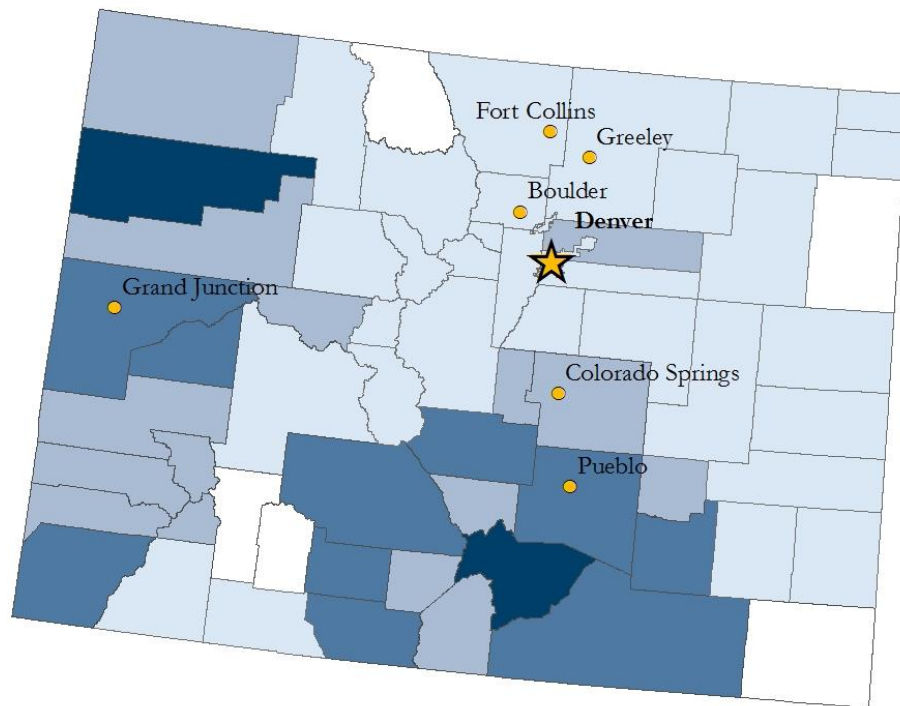 Fort Collins
Greeley
Boulder
Denver
Grand Junction
Colorado Springs
Pueblo